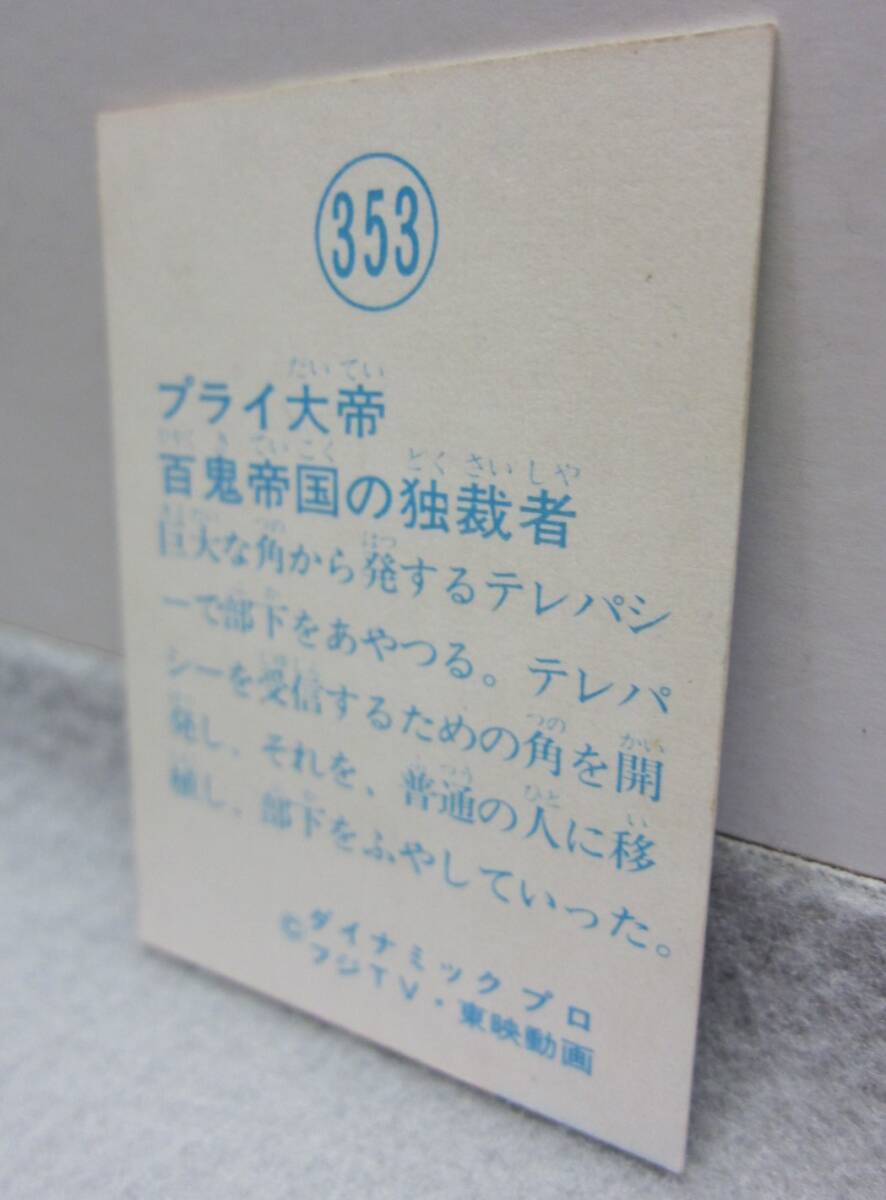 353
プライ大帝
百鬼帝国の独裁者
巨大な角から発するテレパシ
ーで部下をあやつる。テレパ
シーを受信するための角を開
発し、それを、普通の人に移
植し、部下をふやしていった。
©ダイナミックプロ
フジTV・東映動画